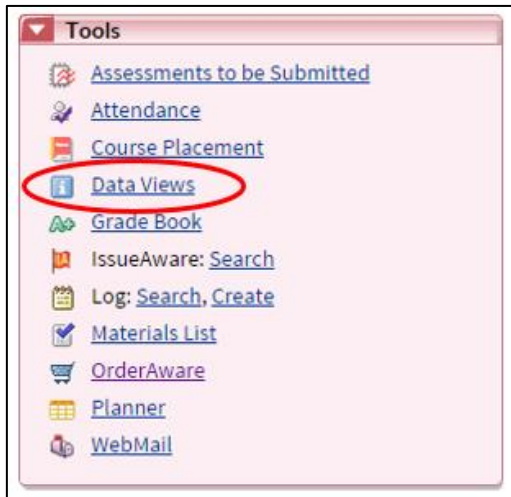 Tools
Assessments to be Submitted
Attendance
Course Placement
Data Views
Grade Book
IssueAware: Search
Log: Search, Create
Materials List
OrderAware
Planner
WebMail